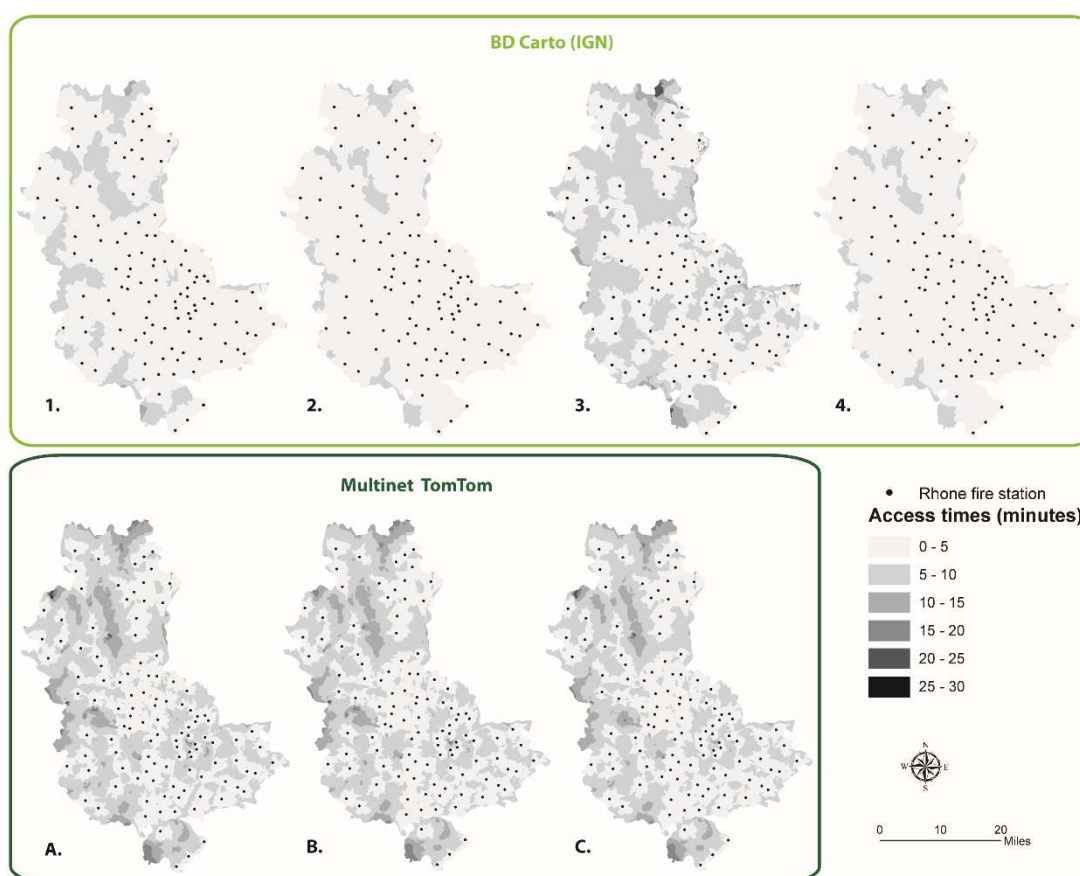 BD Carto (IGN)
1.
2.
3.
4.
Multinet TomTom
A.
B.
C.
Rhone fire station
Access times (minutes)
0 - 5
5 - 10
10 - 15
15 - 20
20 - 25
25 - 30
N
W E
S
0 10 20
Miles